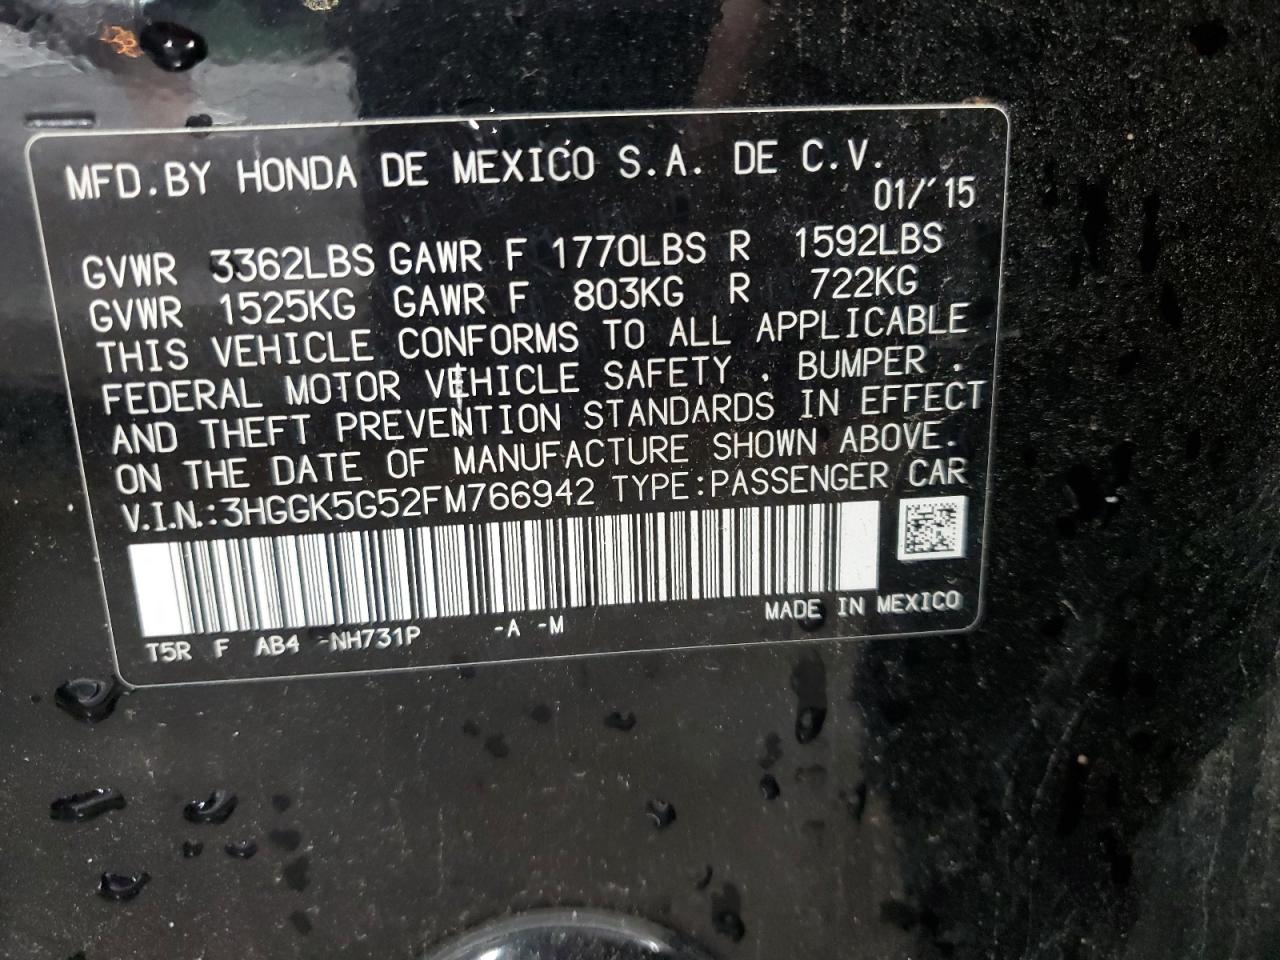 MFD.BY HONDA DE MEXICO S.A. DE C.V.
01/'15
GVWR 3362LBS GAWR F 1770LBS R 1592LBS
GVWR 1525KG GAWR F 803KG R 722KG
THIS VEHICLE CONFORMS TO ALL APPLICABLE
FEDERAL MOTOR VEHICLE SAFETY , BUMPER ,
AND THEFT PREVENTION STANDARDS IN EFFECT
ON THE DATE OF MANUFACTURE SHOWN ABOVE.
V.I.N.:3HGGK5G52FM766942 TYPE:PASSENGER CAR
MADE IN MEXICO
T5R F AB4 -NH731P -A -M